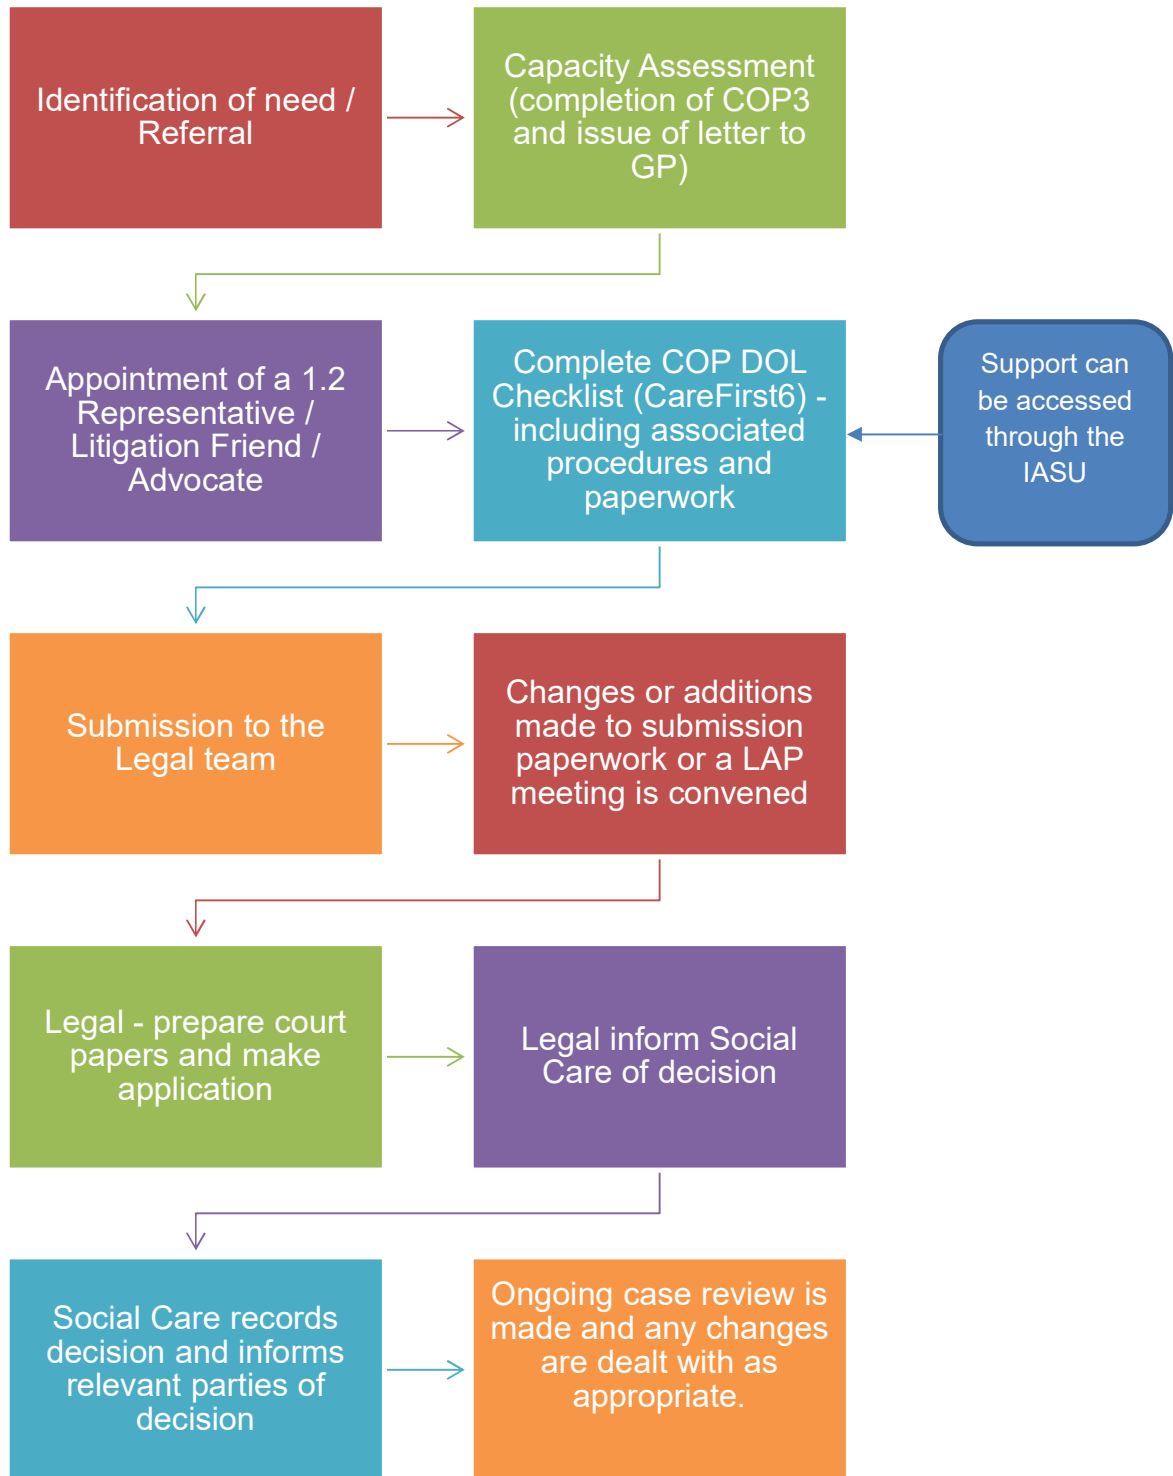 Identification of need /
Referral
Capacity Assessment
(completion of COP3
and issue of letter to
GP)
Appointment of a 1.2
Representative /
Litigation Friend /
Advocate
Complete COP DOL
Checklist (CareFirst6) -
including associated
procedures and
paperwork
Support can
be accessed
through the
IASU
Submission to the
Legal team
Changes or additions
made to submission
paperwork or a LAP
meeting is convened
Legal - prepare court
papers and make
application
Legal inform Social
Care of decision
Social Care records
decision and informs
relevant parties of
decision
Ongoing case review is
made and any changes
are dealt with as
appropriate.